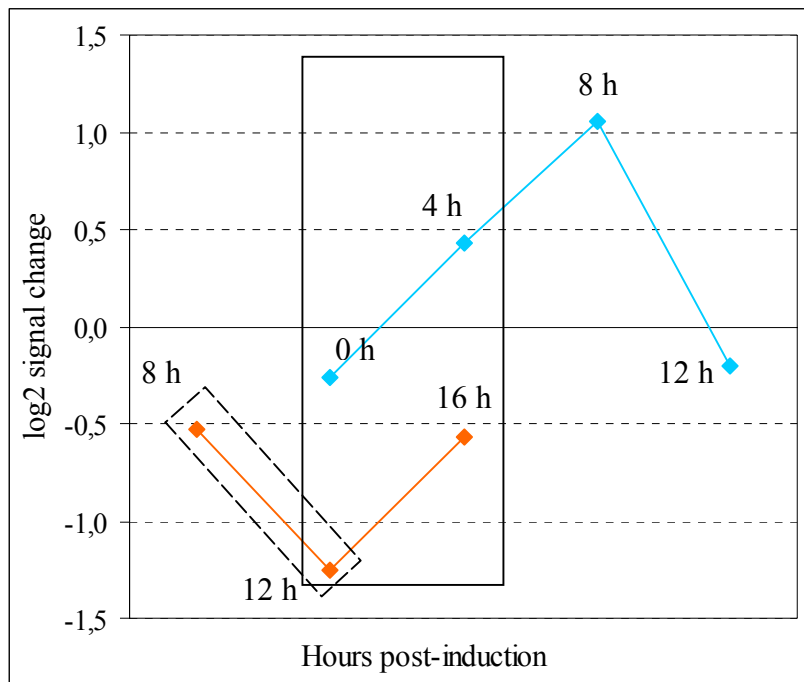 1,5
1,0
0,5
0,0
-0,5
-1,0
-1,5
log2 signal change
8 h
4 h
0 h
12 h
8 h
16 h
12 h
Hours post-induction